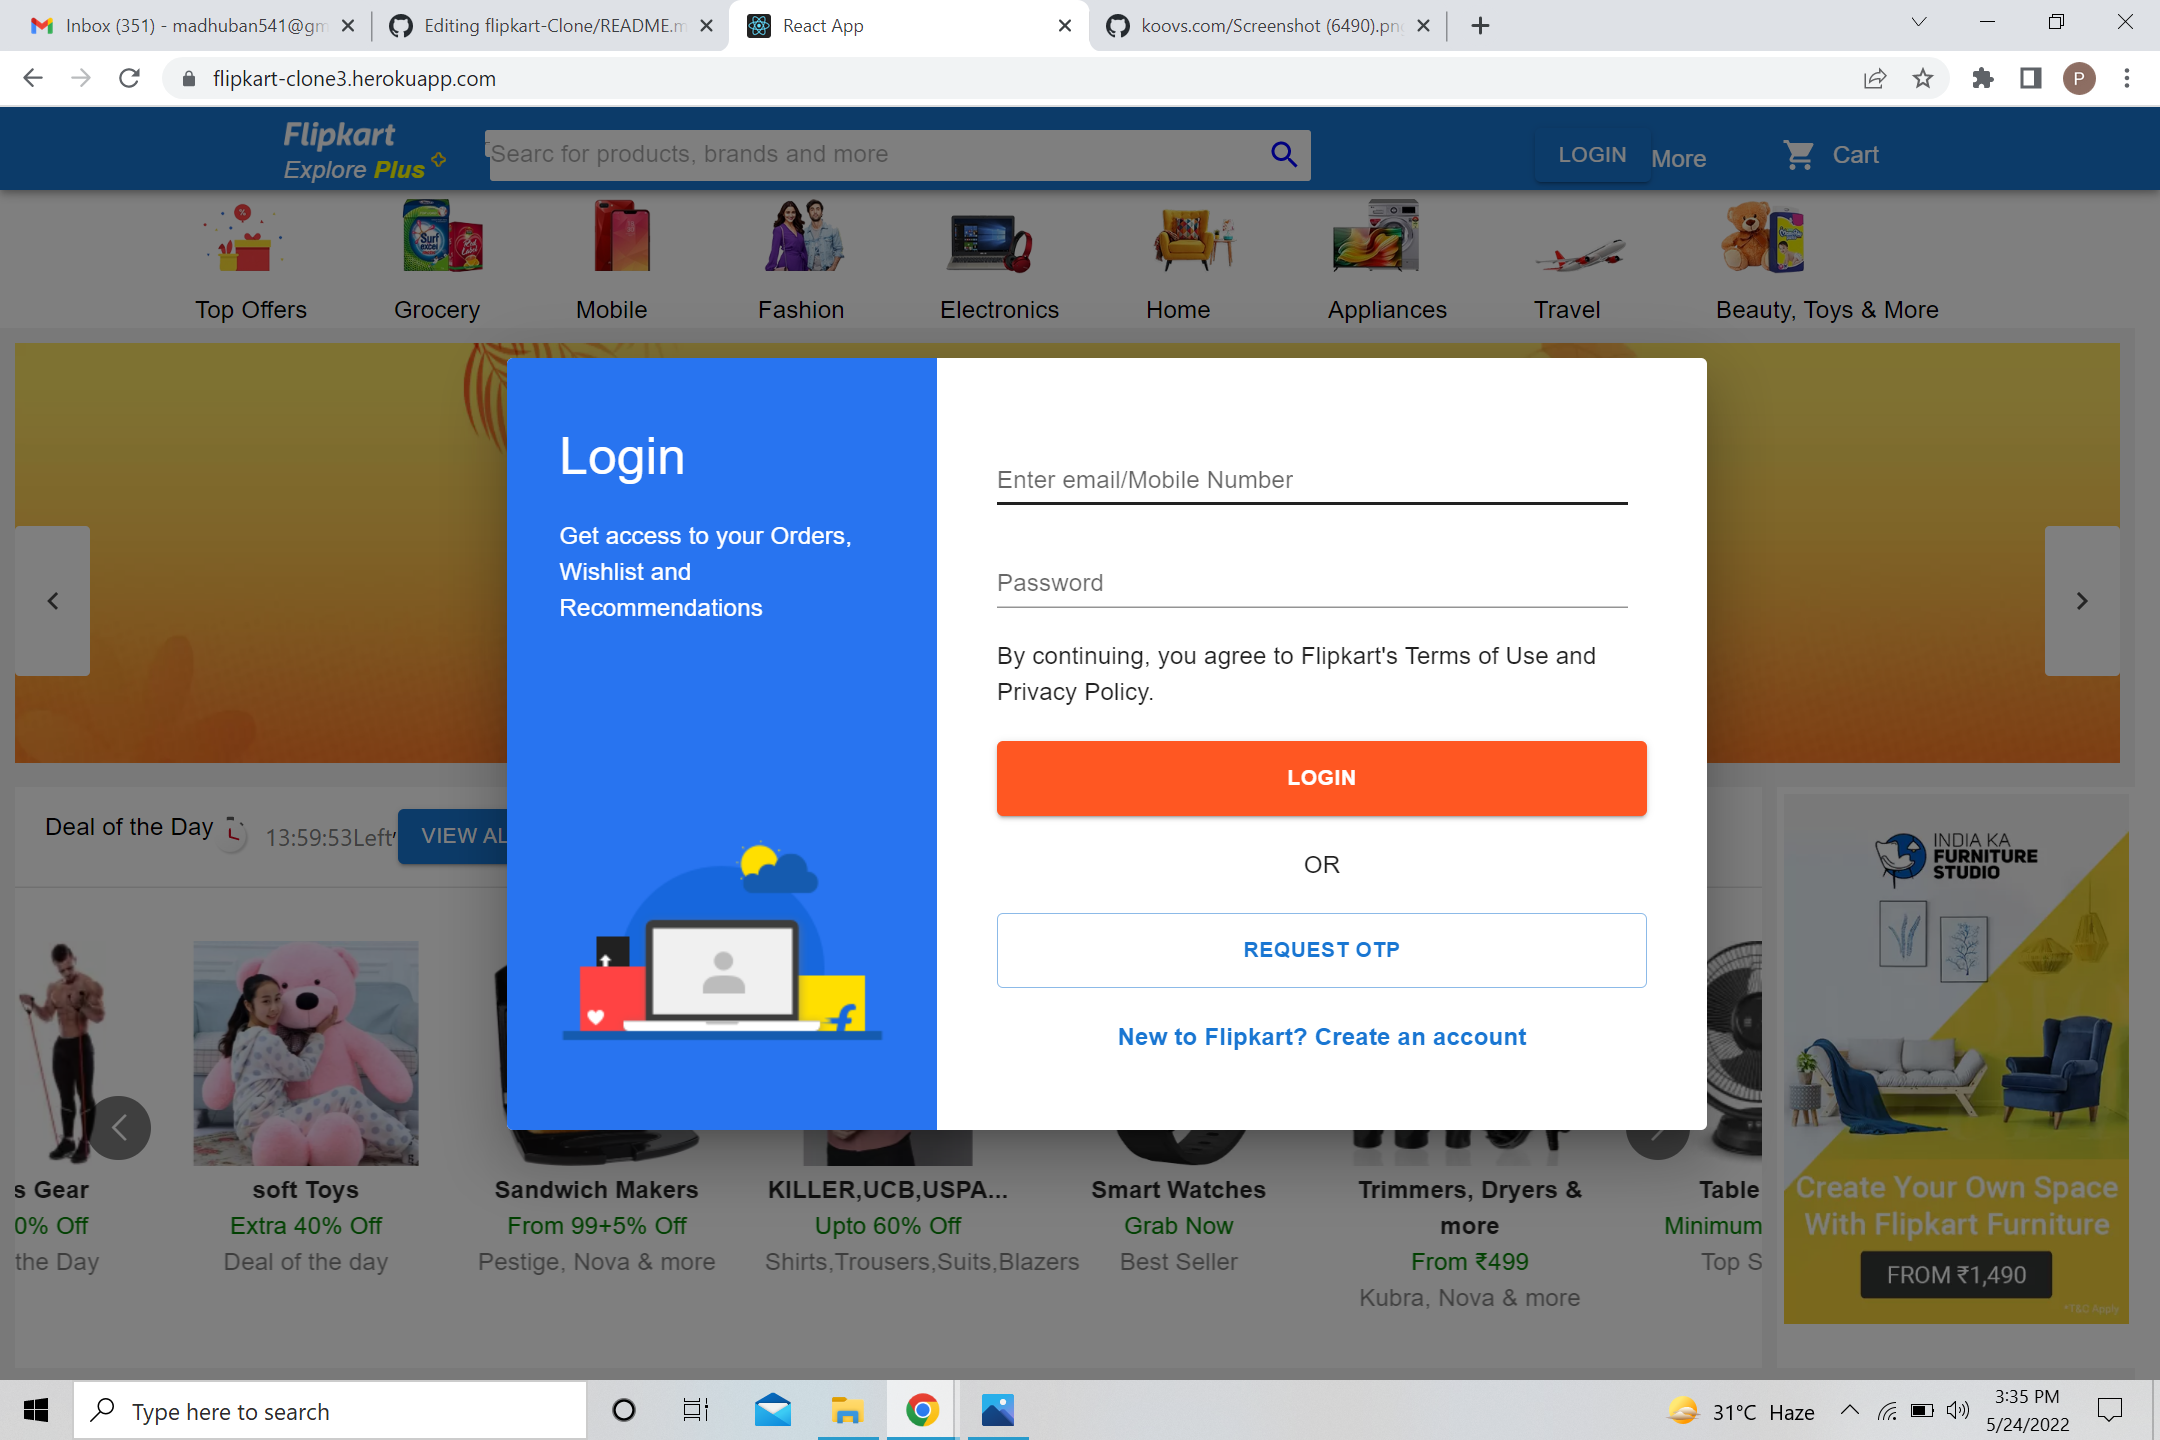 Inbox (351) - madhuban541@gm
Editing flipkart-Clone/README.m
React App
koovs.com/Screenshot (6490).png
flipkart-clone3.herokuapp.com
P
Flipkart
Explore Plus
Searc for products, brands and more
LOGIN
More
Cart
Surf excel
Red Label
Top Offers
Grocery
Mobile
Fashion
Electronics
Home
Appliances
Travel
Beauty, Toys & More
Login
Get access to your Orders,
Wishlist and
Recommendations
Enter email/Mobile Number
Password
By continuing, you agree to Flipkart's Terms of Use and
Privacy Policy.
LOGIN
OR
REQUEST OTP
New to Flipkart? Create an account
Deal of the Day
13:59:53Left
VIEW AL
INDIA KA
FURNITURE
STUDIO
Create Your Own Space
With Flipkart Furniture
FROM ₹1,490
*T&C Apply
s Gear
0% Off
the Day
soft Toys
Extra 40% Off
Deal of the day
Sandwich Makers
From 99+5% Off
Pestige, Nova & more
KILLER,UCB,USPA...
Upto 60% Off
Shirts,Trousers,Suits,Blazers
Smart Watches
Grab Now
Best Seller
Trimmers, Dryers &
more
From ₹499
Kubra, Nova & more
Table
Minimum
Top S
Type here to search
31°C Haze
3:35 PM
5/24/2022